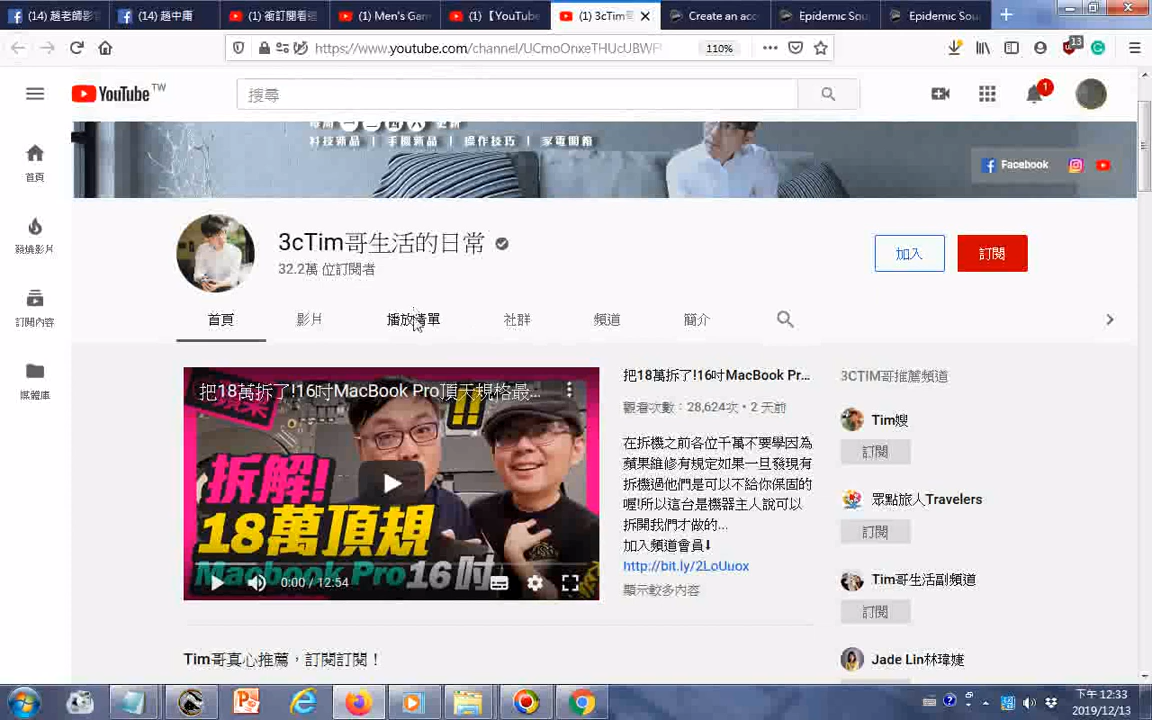 (14) 趙老師影
(14) 趙中庸
(1) Men's Gan
(1) 【YouTube
(1) 3cTim哥
Create an acc
Epidemic Sou
Epidemic Sou
https://www.youtube.com/channel/UCmoOnxeTHUcUBWF
110%
13
YouTube TW
搜尋
1
科技新品 | 手機新品 | 操作技巧 | 家電開箱
Facebook
首頁
發燒影片
訂閱內容
媒體庫
3cTim哥生活的日常
32.2萬 位訂閱者
加入
訂閱
首頁
影片
播放清單
社群
頻道
簡介
把18萬拆了!16吋MacBook Pro頂天規格最...
拆解!
18萬頂規
Macbook Pro16吋
0:00 / 12:54
把18萬拆了!16吋MacBook Pr...
觀看次數：28,624次 • 2 天前
在拆機之前各位千萬不要學因為
蘋果維修有規定如果一旦發現有
拆機過他們是可以不給你保固的
喔!所以這台是機器主人說可以
拆開我們才做的...
加入頻道會員⬇
http://bit.ly/2LoUuox
顯示較多內容
3CTIM哥推薦頻道
Tim嫂
訂閱
眾點旅人Travelers
訂閱
Tim哥生活副頻道
訂閱
Jade Lin林瑋婕
Tim哥真心推薦，訂閱訂閱！
下午 12:33
2019/12/13